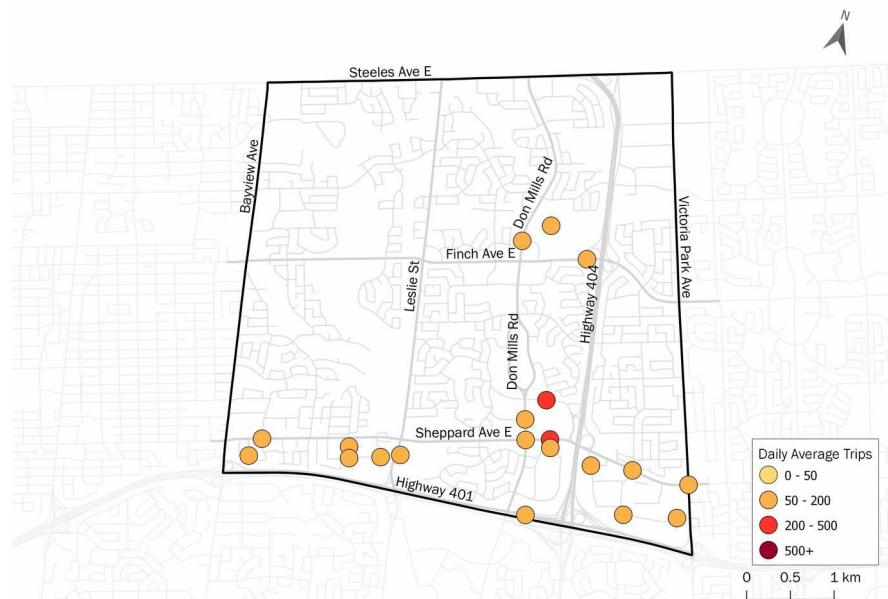 N
Steeles Ave E
Bayview Ave
Don Mills Rd
Victoria Park Ave
Finch Ave E
Leslie St
Highway 404
Don Mills Rd
Sheppard Ave E
Highway 401
Daily Average Trips
0 - 50
50 - 200
200 - 500
500+
0 0.5 1 km